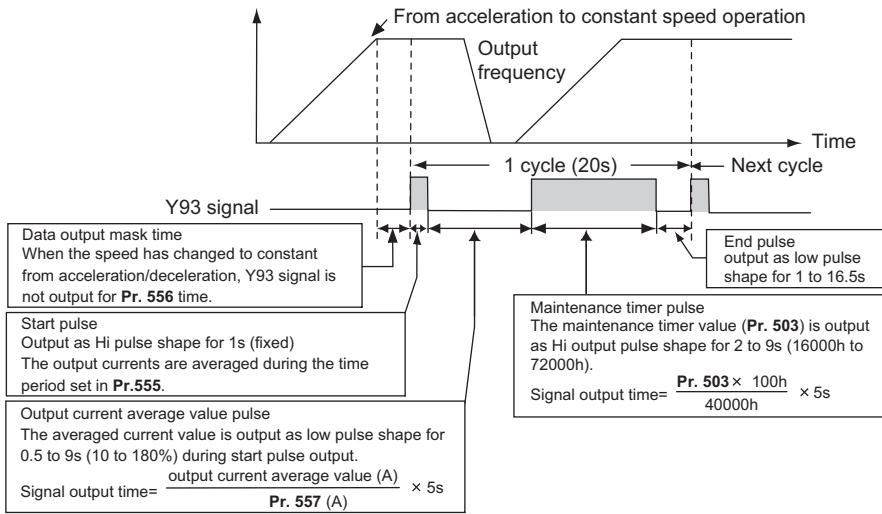 From acceleration to constant speed operation
Output
frequency
Time
1 cycle (20s)
Next cycle
Y93 signal
Data output mask time
When the speed has changed to constant
from acceleration/deceleration, Y93 signal is
not output for Pr. 556 time.
End pulse
output as low pulse
shape for 1 to 16.5s
Start pulse
Output as Hi pulse shape for 1s (fixed)
The output currents are averaged during the time
period set in Pr.555.
Maintenance timer pulse
The maintenance timer value (Pr. 503) is output
as Hi output pulse shape for 2 to 9s (16000h to
72000h).
Signal output time= Pr. 503 × 100h / 40000h × 5s
Output current average value pulse
The averaged current value is output as low pulse shape for
0.5 to 9s (10 to 180%) during start pulse output.
Signal output time= output current average value (A) / Pr. 557 (A) × 5s